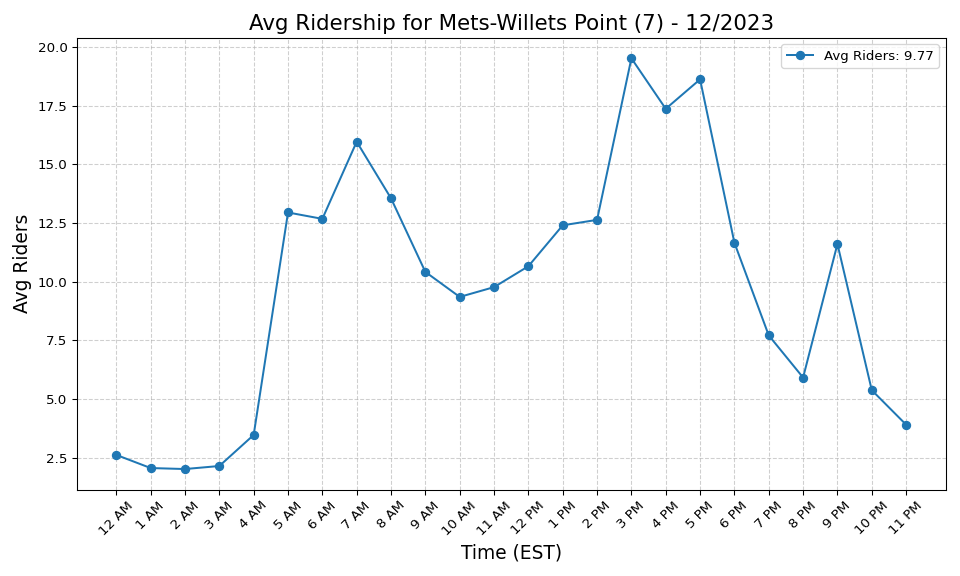 Avg Ridership for Mets-Willets Point (7) - 12/2023
Avg Riders: 9.77
Avg Riders
20.0
17.5
15.0
12.5
10.0
7.5
5.0
2.5
12 AM
1 AM
2 AM
3 AM
4 AM
5 AM
6 AM
7 AM
8 AM
9 AM
10 AM
11 AM
12 PM
1 PM
2 PM
3 PM
4 PM
5 PM
6 PM
7 PM
8 PM
9 PM
10 PM
11 PM
Time (EST)